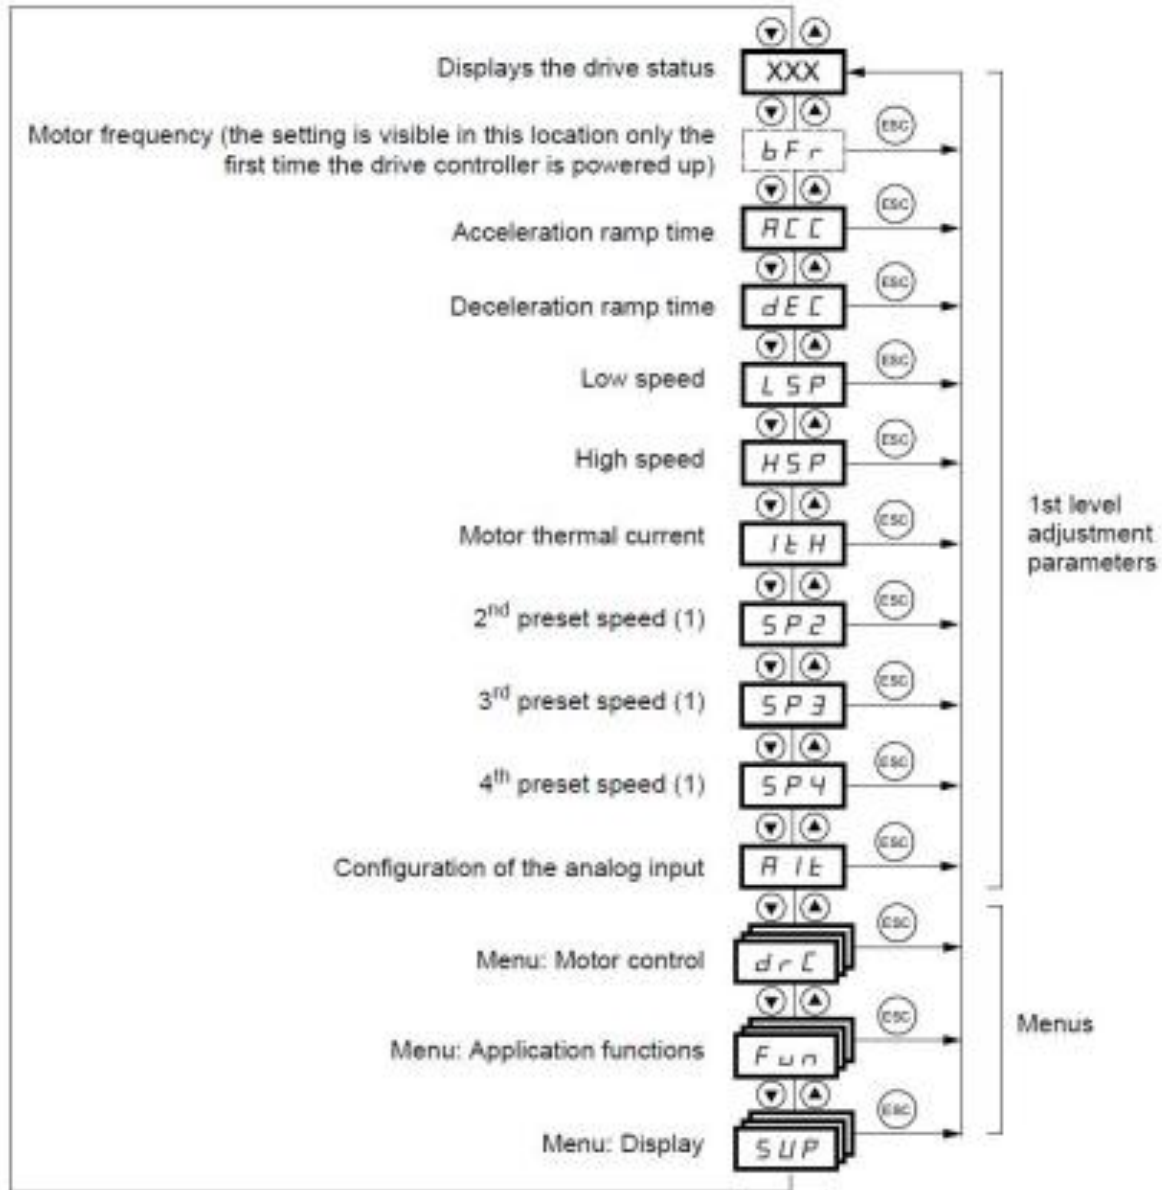 Displays the drive status
XXX
Motor frequency (the setting is visible in this location only the
first time the drive controller is powered up)
bFr
ESC
Acceleration ramp time
ACC
ESC
Deceleration ramp time
dEC
ESC
Low speed
LSP
ESC
High speed
HSP
ESC
Motor thermal current
ItH
ESC
2nd preset speed (1)
SP2
ESC
3rd preset speed (1)
SP3
ESC
4th preset speed (1)
SP4
ESC
Configuration of the analog input
AIt
ESC
1st level
adjustment
parameters
Menu: Motor control
drC
ESC
Menu: Application functions
Fun
ESC
Menu: Display
SUP
ESC
Menus